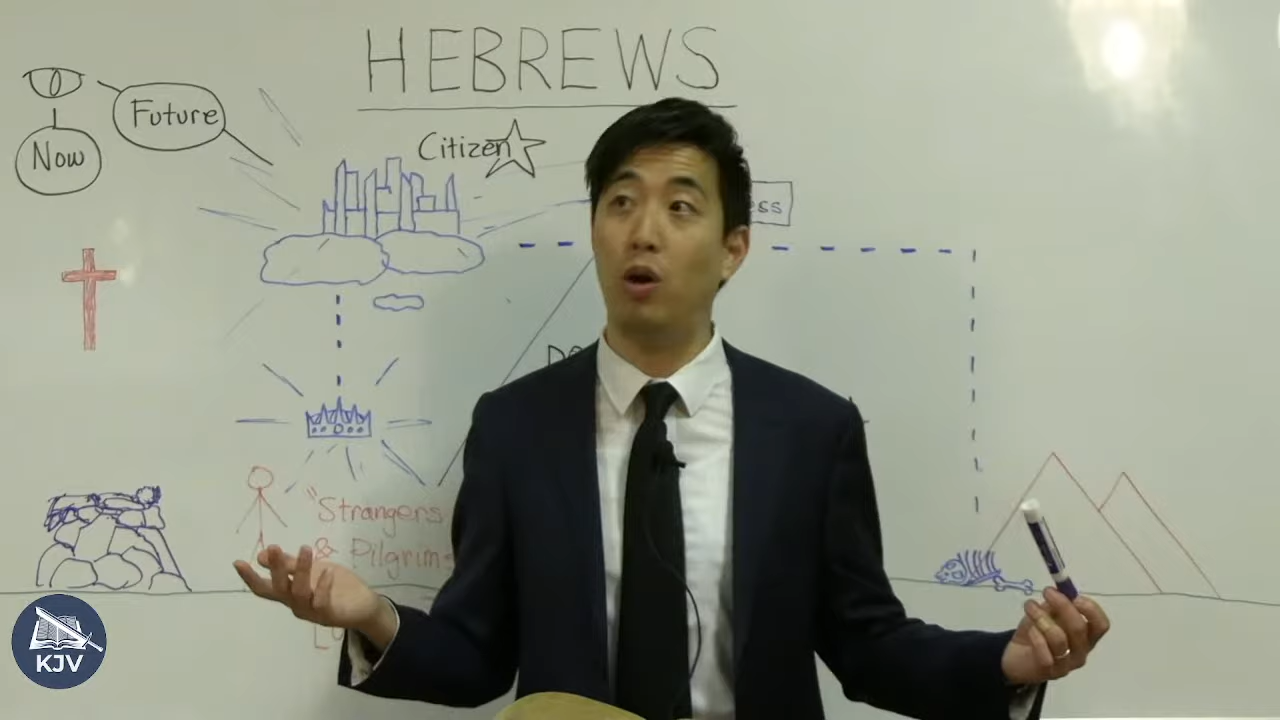 HEBREWS
Future
Now
Citizen
"Strangers
& Pilgrims
KJV